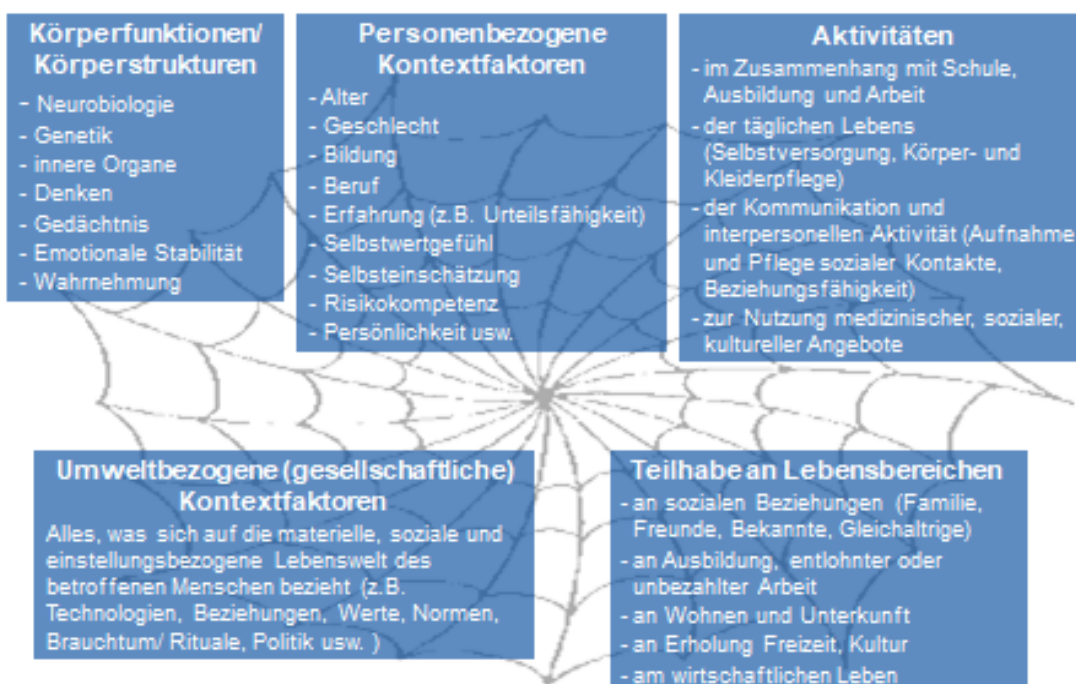 Körperfunktionen/
Körperstrukturen
- Neurobiologie
- Genetik
- innere Organe
- Denken
- Gedächtnis
- Emotionale Stabilität
- Wahrnehmung
Personenbezogene
Kontextfaktoren
- Alter
- Geschlecht
- Bildung
- Beruf
- Erfahrung (z.B. Urteilsfähigkeit)
- Selbstwertgefühl
- Selbsteinschätzung
- Risikokompetenz
- Persönlichkeit usw.
Aktivitäten
- im Zusammenhang mit Schule,
Ausbildung und Arbeit
- der täglichen Lebens
(Selbstversorgung, Körper- und
Kleiderpflege)
- der Kommunikation und
interpersonellen Aktivität (Aufnahme
und Pflege sozialer Kontakte,
Beziehungsfähigkeit)
- zur Nutzung medizinischer, sozialer,
kultureller Angebote
Umweltbezogene (gesellschaftliche)
Kontextfaktoren
Alles, was sich auf die materielle, soziale und
einstellungsbezogene Lebenswelt des
betroffenen Menschen bezieht (z.B.
Technologien, Beziehungen, Werte, Normen,
Brauchtum/ Rituale, Politik usw. )
Teilhabe an Lebensbereichen
- an sozialen Beziehungen (Familie,
Freunde, Bekannte, Gleichaltrige)
- an Ausbildung, entlohnter oder
unbezahlter Arbeit
- an Wohnen und Unterkunft
- an Erholung Freizeit, Kultur
- am wirtschaftlichen Leben